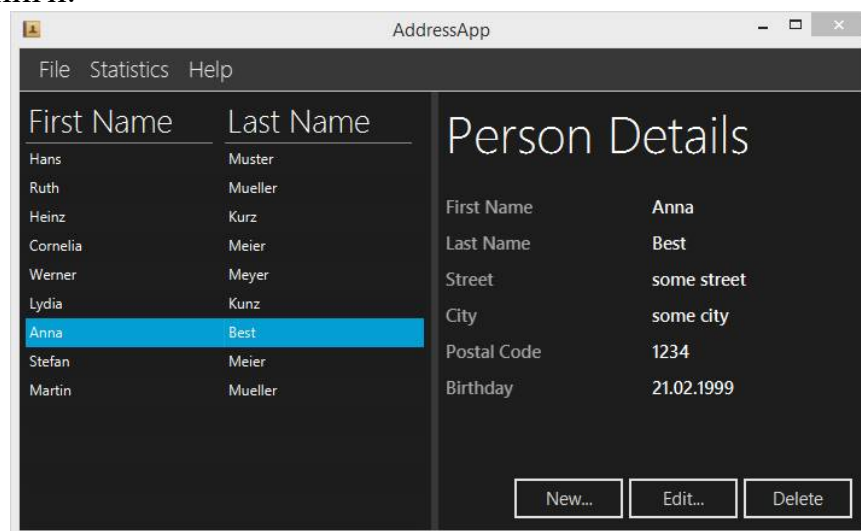 AddressApp
File Statistics Help
First Name Last Name
Hans Muster
Ruth Mueller
Heinz Kurz
Cornelia Meier
Werner Meyer
Lydia Kunz
Anna Best
Stefan Meier
Martin Mueller
Person Details
First Name Anna
Last Name Best
Street some street
City some city
Postal Code 1234
Birthday 21.02.1999
New... Edit... Delete